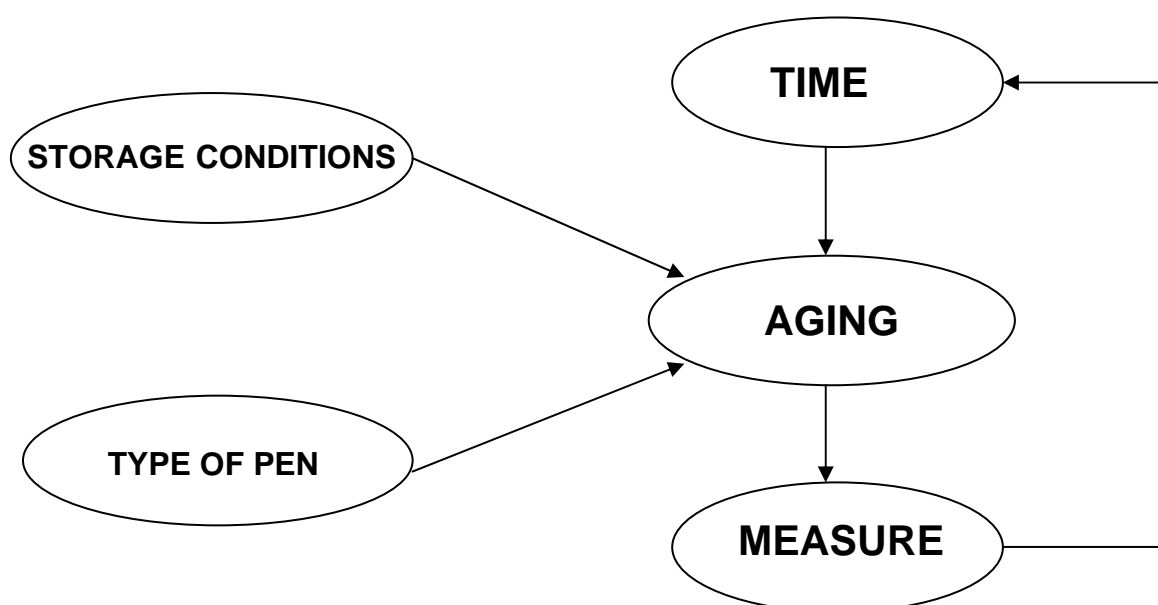 TIME
STORAGE CONDITIONS
AGING
TYPE OF PEN
MEASURE